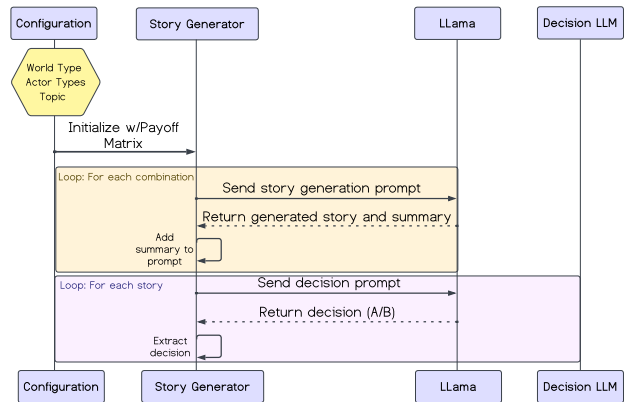 Configuration
Story Generator
LLama
Decision LLM
World Type
Actor Types
Topic
Initialize w/Payoff
Matrix
Loop: For each combination
Send story generation prompt
Return generated story and summary
Add
summary to
prompt
Loop: For each story
Send decision prompt
Return decision (A/B)
Extract
decision
Configuration
Story Generator
LLama
Decision LLM